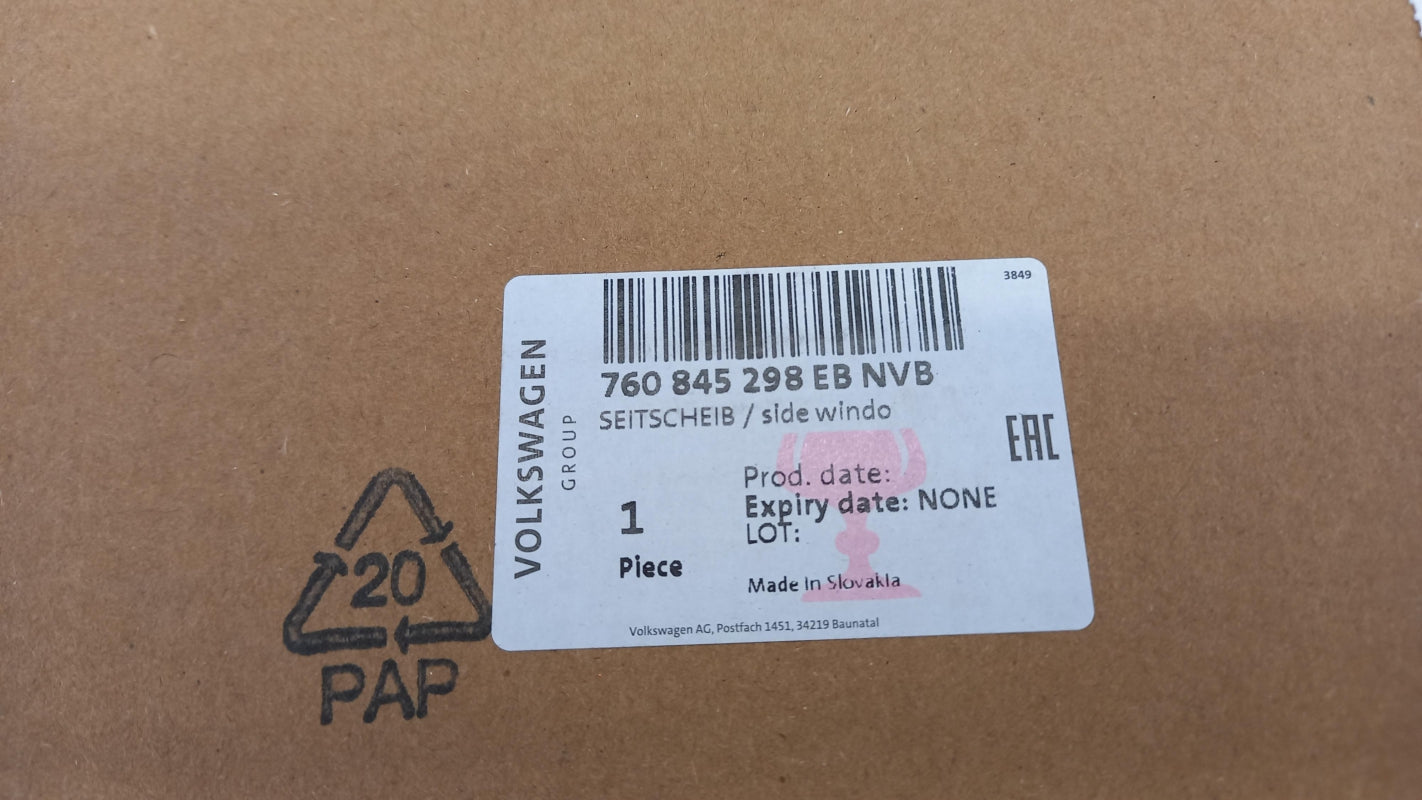 3849
760 845 298 EB NVB
SEITSCHEIB / side windo
VOLKSWAGEN
GROUP
EAC
Prod. date:
Expiry date: NONE
LOT:
1
Piece
Made in Slovakia
Volkswagen AG, Postfach 1451, 34219 Baunatal
20
PAP